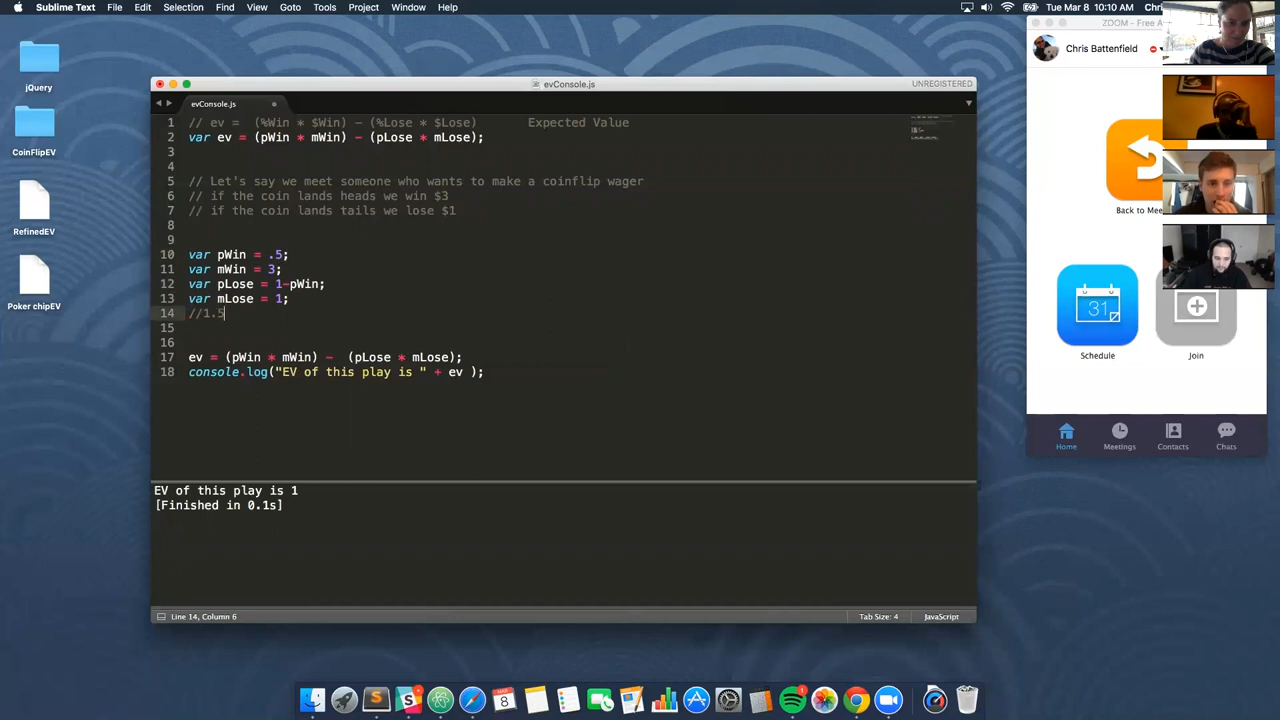 Sublime Text File Edit Selection Find View Goto Tools Project Window Help Tue Mar 8 10:10 AM
ZOOM - Free A
Chris Battenfield
jQuery
CoinFlipEV
RefinedEV
Poker chipEV
evConsole.js
UNREGISTERED
evConsole.js
1 // ev = (%Win * $Win) - (%Lose * $Lose) Expected Value
2 var ev = (pWin * mWin) - (pLose * mLose);
3
4
5 // Let's say we meet someone who wants to make a coinflip wager
6 // if the coin lands heads we win $3
7 // if the coin lands tails we lose $1
8
9
10 var pWin = .5;
11 var mWin = 3;
12 var pLose = 1-pWin;
13 var mLose = 1;
14 //1.5
15
16
17 ev = (pWin * mWin) - (pLose * mLose);
18 console.log("EV of this play is " + ev );
EV of this play is 1
[Finished in 0.1s]
Line 14, Column 6
Tab Size: 4
JavaScript
Back to Mee
31
Schedule
Join
Home
Meetings
Contacts
Chats